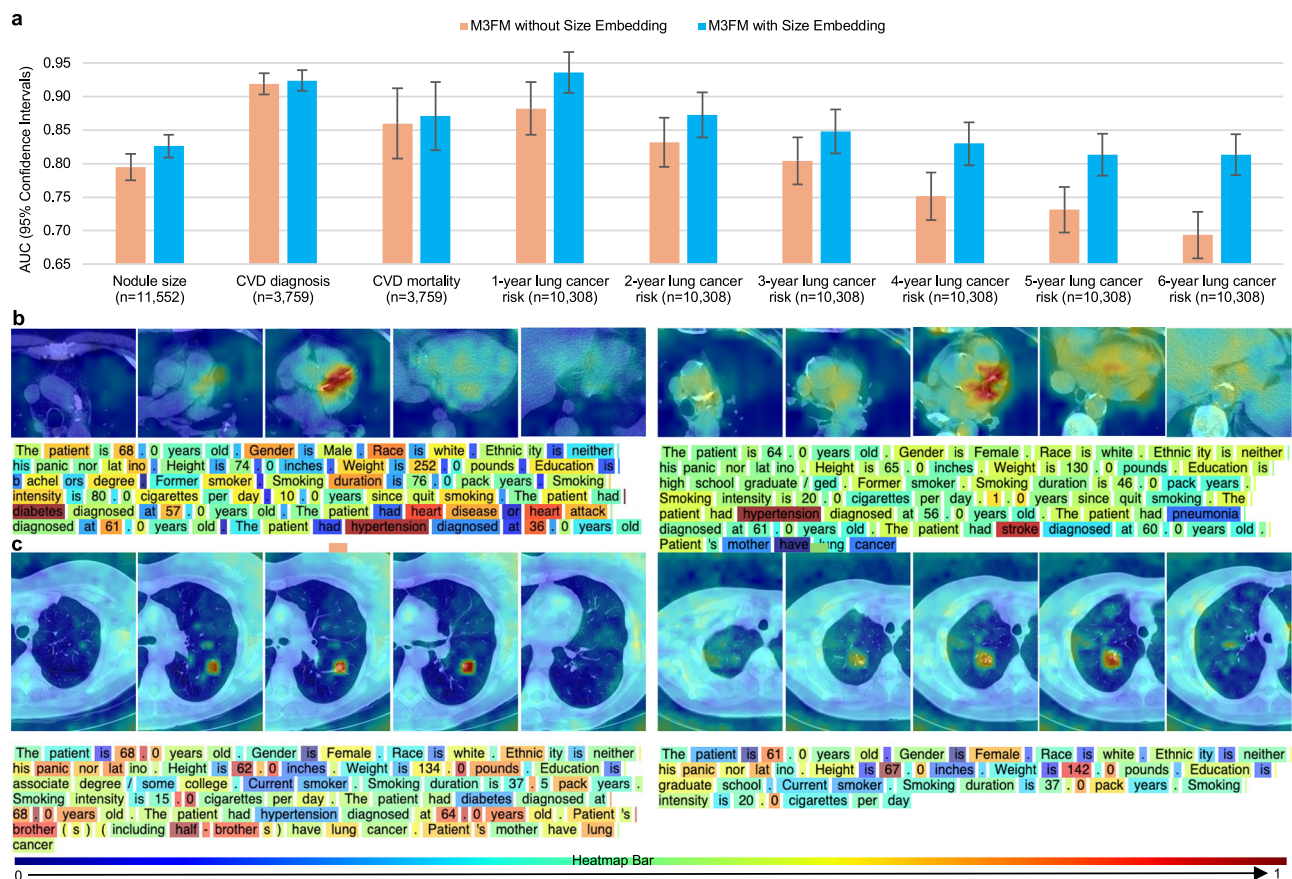 a
M3FM without Size Embedding M3FM with Size Embedding
AUC (95% Confidence Intervals)
0.95
0.90
0.85
0.80
0.75
0.70
0.65
Nodule size (n=11,552)
CVD diagnosis (n=3,759)
CVD mortality (n=3,759)
1-year lung cancer risk (n=10,308)
2-year lung cancer risk (n=10,308)
3-year lung cancer risk (n=10,308)
4-year lung cancer risk (n=10,308)
5-year lung cancer risk (n=10,308)
6-year lung cancer risk (n=10,308)
b
The patient is 68 . 0 years old . Gender is Male . Race is white . Ethnic ity is neither
his panic nor lat ino . Height is 74 . 0 inches . Weight is 252 . 0 pounds . Education is
b achel ors degree . Former smoker . Smoking duration is 76 . 0 pack years . Smoking
intensity is 80 . 0 cigarettes per day . 10 . 0 years since quit smoking . The patient had
diabetes diagnosed at 57 . 0 years old . The patient had heart disease or heart attack
diagnosed at 61 . 0 years old . The patient had hypertension diagnosed at 36 . 0 years old
The patient is 64 . 0 years old . Gender is Female . Race is white . Ethnic ity is neither
his panic nor lat ino . Height is 65 . 0 inches . Weight is 130 . 0 pounds . Education is
high school graduate / ged . Former smoker . Smoking duration is 46 . 0 pack years .
Smoking intensity is 20 . 0 cigarettes per day . 1 . 0 years since quit smoking . The
patient had hypertension diagnosed at 56 . 0 years old . The patient had pneumonia
diagnosed at 61 . 0 years old . The patient had stroke diagnosed at 60 . 0 years old .
Patient 's mother have lung cancer
c
The patient is 68 . 0 years old . Gender is Female . Race is white . Ethnic ity is neither
his panic nor lat ino . Height is 62 . 0 inches . Weight is 134 . 0 pounds . Education is
associate degree / some college . Current smoker . Smoking duration is 37 . 5 pack years .
Smoking intensity is 15 . 0 cigarettes per day . The patient had diabetes diagnosed at
68 . 0 years old . The patient had hypertension diagnosed at 64 . 0 years old . Patient 's
brother ( s ) ( including half - brother s ) have lung cancer . Patient 's mother have lung
cancer
The patient is 61 . 0 years old . Gender is Female . Race is white . Ethnic ity is neither
his panic nor lat ino . Height is 67 . 0 inches . Weight is 142 . 0 pounds . Education is
graduate school . Current smoker . Smoking duration is 37 . 0 pack years . Smoking
intensity is 20 . 0 cigarettes per day
Heatmap Bar
0 1